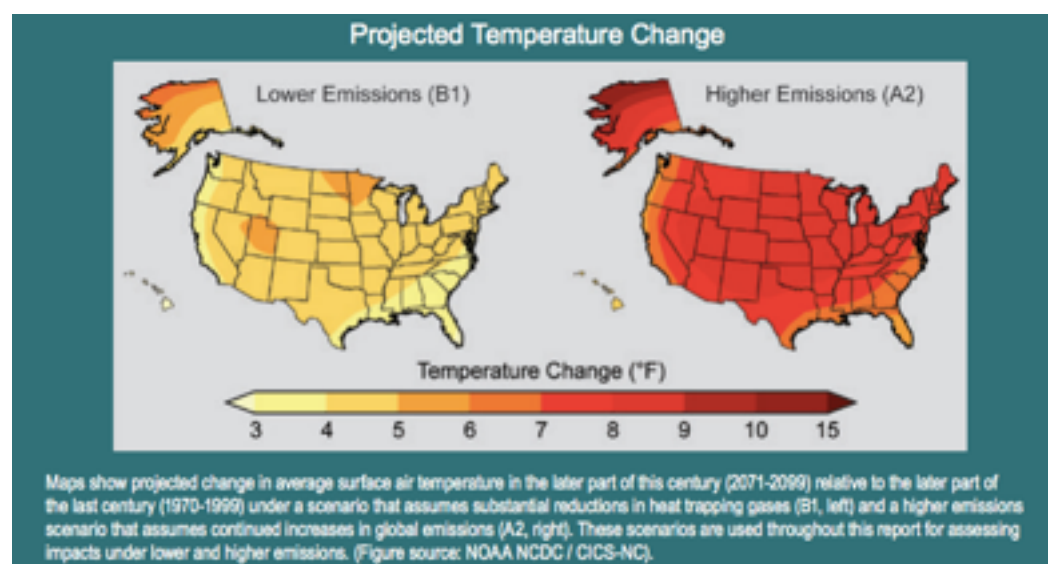 Projected Temperature Change
Lower Emissions (B1)
Higher Emissions (A2)
Temperature Change (°F)
3 4 5 6 7 8 9 10 15
Maps show projected change in average surface air temperature in the later part of this century (2071-2099) relative to the later part of
the last century (1970-1999) under a scenario that assumes substantial reductions in heat trapping gases (B1, left) and a higher emissions
scenario that assumes continued increases in global emissions (A2, right). These scenarios are used throughout this report for assessing
impacts under lower and higher emissions. (Figure source: NOAA NCDC / CICS-NC).